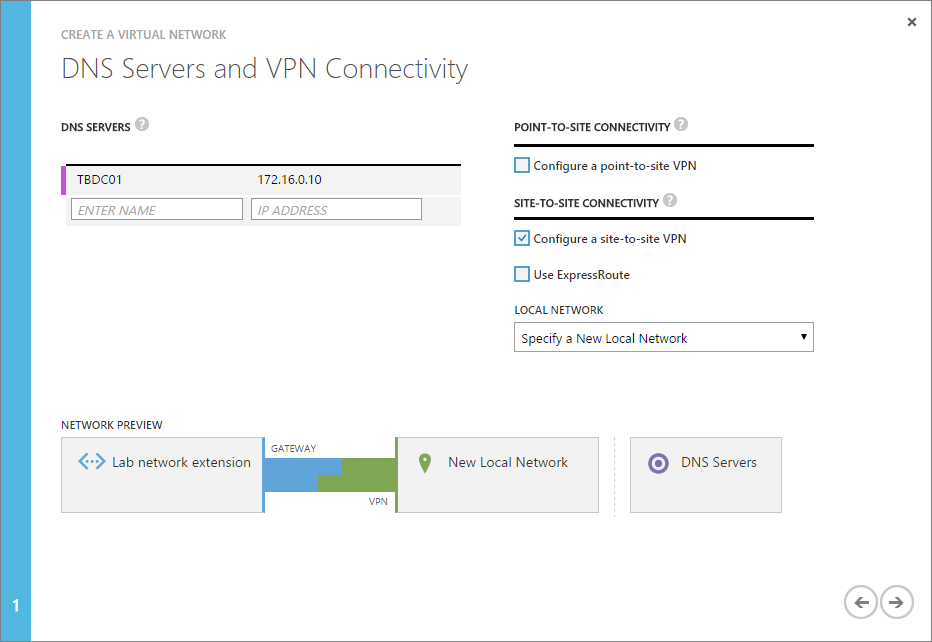 CREATE A VIRTUAL NETWORK
DNS Servers and VPN Connectivity
DNS SERVERS ?
TBDC01 172.16.0.10
ENTER NAME IP ADDRESS
POINT-TO-SITE CONNECTIVITY ?
Configure a point-to-site VPN
SITE-TO-SITE CONNECTIVITY ?
Configure a site-to-site VPN
Use ExpressRoute
LOCAL NETWORK
Specify a New Local Network
NETWORK PREVIEW
Lab network extension
GATEWAY
VPN
New Local Network
DNS Servers
1